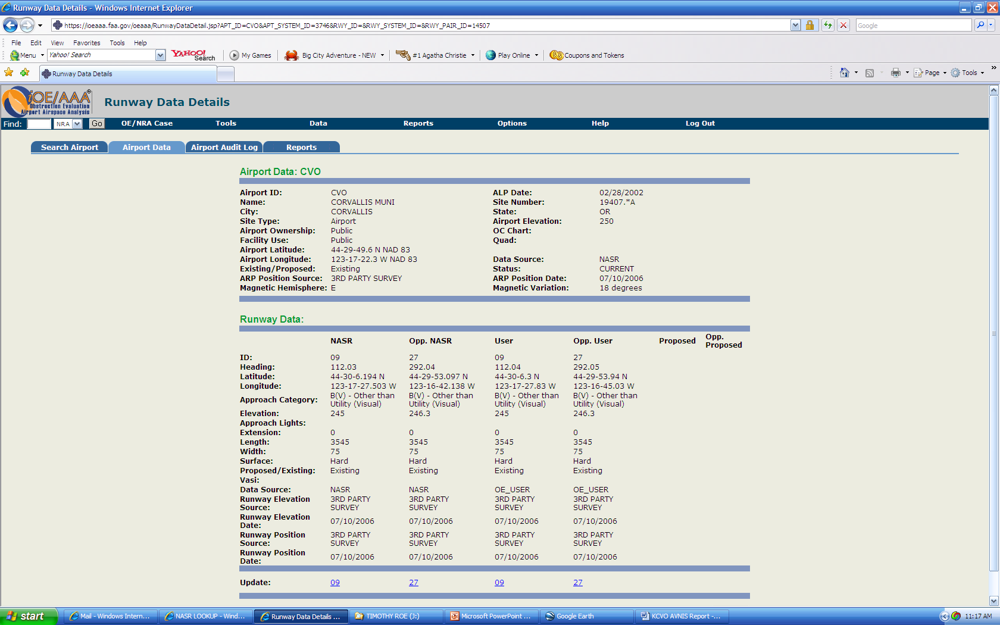 Runway Data Details - Windows Internet Explorer
https://ioeaaa.faa.gov/oeaaa/RunwayDataDetail.jsp?APT_ID=CVO&APT_SYSTEM_ID=3746&RWY_ID=&RWY_SYSTEM_ID=&RWY_PAIR_ID=14507
Google
File Edit View Favorites Tools Help
Menu Yahoo! Search YAHOO! Search My Games Big City Adventure - NEW #1 Agatha Christie Play Online Coupons and Tokens
Runway Data Details Page Tools
iOE/AAA®
Obstruction Evaluation
Airport Airspace Analysis
Runway Data Details
Find: NRA Go OE/NRA Case Tools Data Reports Options Help Log Out
Search Airport Airport Data Airport Audit Log Reports
Airport Data: CVO
Airport ID: CVO ALP Date: 02/28/2002
Name: CORVALLIS MUNI Site Number: 19407.*A
City: CORVALLIS State: OR
Site Type: Airport Airport Elevation: 250
Airport Ownership: Public OC Chart:
Facility Use: Public Quad:
Airport Latitude: 44-29-49.6 N NAD 83
Airport Longitude: 123-17-22.3 W NAD 83 Data Source: NASR
Existing/Proposed: Existing Status: CURRENT
ARP Position Source: 3RD PARTY SURVEY ARP Position Date: 07/10/2006
Magnetic Hemisphere: E Magnetic Variation: 18 degrees
Runway Data:
NASR Opp. NASR User Opp. User Proposed Opp. Proposed
ID: 09 27 09 27
Heading: 112.03 292.04 112.04 292.05
Latitude: 44-30-6.194 N 44-29-53.097 N 44-30-6.3 N 44-29-53.94 N
Longitude: 123-17-27.503 W 123-16-42.138 W 123-17-27.83 W 123-16-45.03 W
Approach Category: B(V) - Other than Utility (Visual) B(V) - Other than Utility (Visual) B(V) - Other than Utility (Visual) B(V) - Other than Utility (Visual)
Elevation: 245 246.3 245 246.3
Approach Lights:
Extension: 0 0 0 0
Length: 3545 3545 3545 3545
Width: 75 75 75 75
Surface: Hard Hard Hard Hard
Proposed/Existing: Existing Existing Existing Existing
Vasi:
Data Source: NASR NASR OE_USER OE_USER
Runway Elevation Source: 3RD PARTY SURVEY 3RD PARTY SURVEY 3RD PARTY SURVEY 3RD PARTY SURVEY
Runway Elevation Date: 07/10/2006 07/10/2006 07/10/2006 07/10/2006
Runway Position Source: 3RD PARTY SURVEY 3RD PARTY SURVEY 3RD PARTY SURVEY 3RD PARTY SURVEY
Runway Position Date: 07/10/2006 07/10/2006 07/10/2006 07/10/2006
Update: 09 27 09 27
start Mail - Windows Intern... NASR LOOKUP - Wind... Runway Data Details ... TIMOTHY ROE (J:) Microsoft PowerPoint ... Google Earth KCVO AVNIS Report -... 11:17 AM